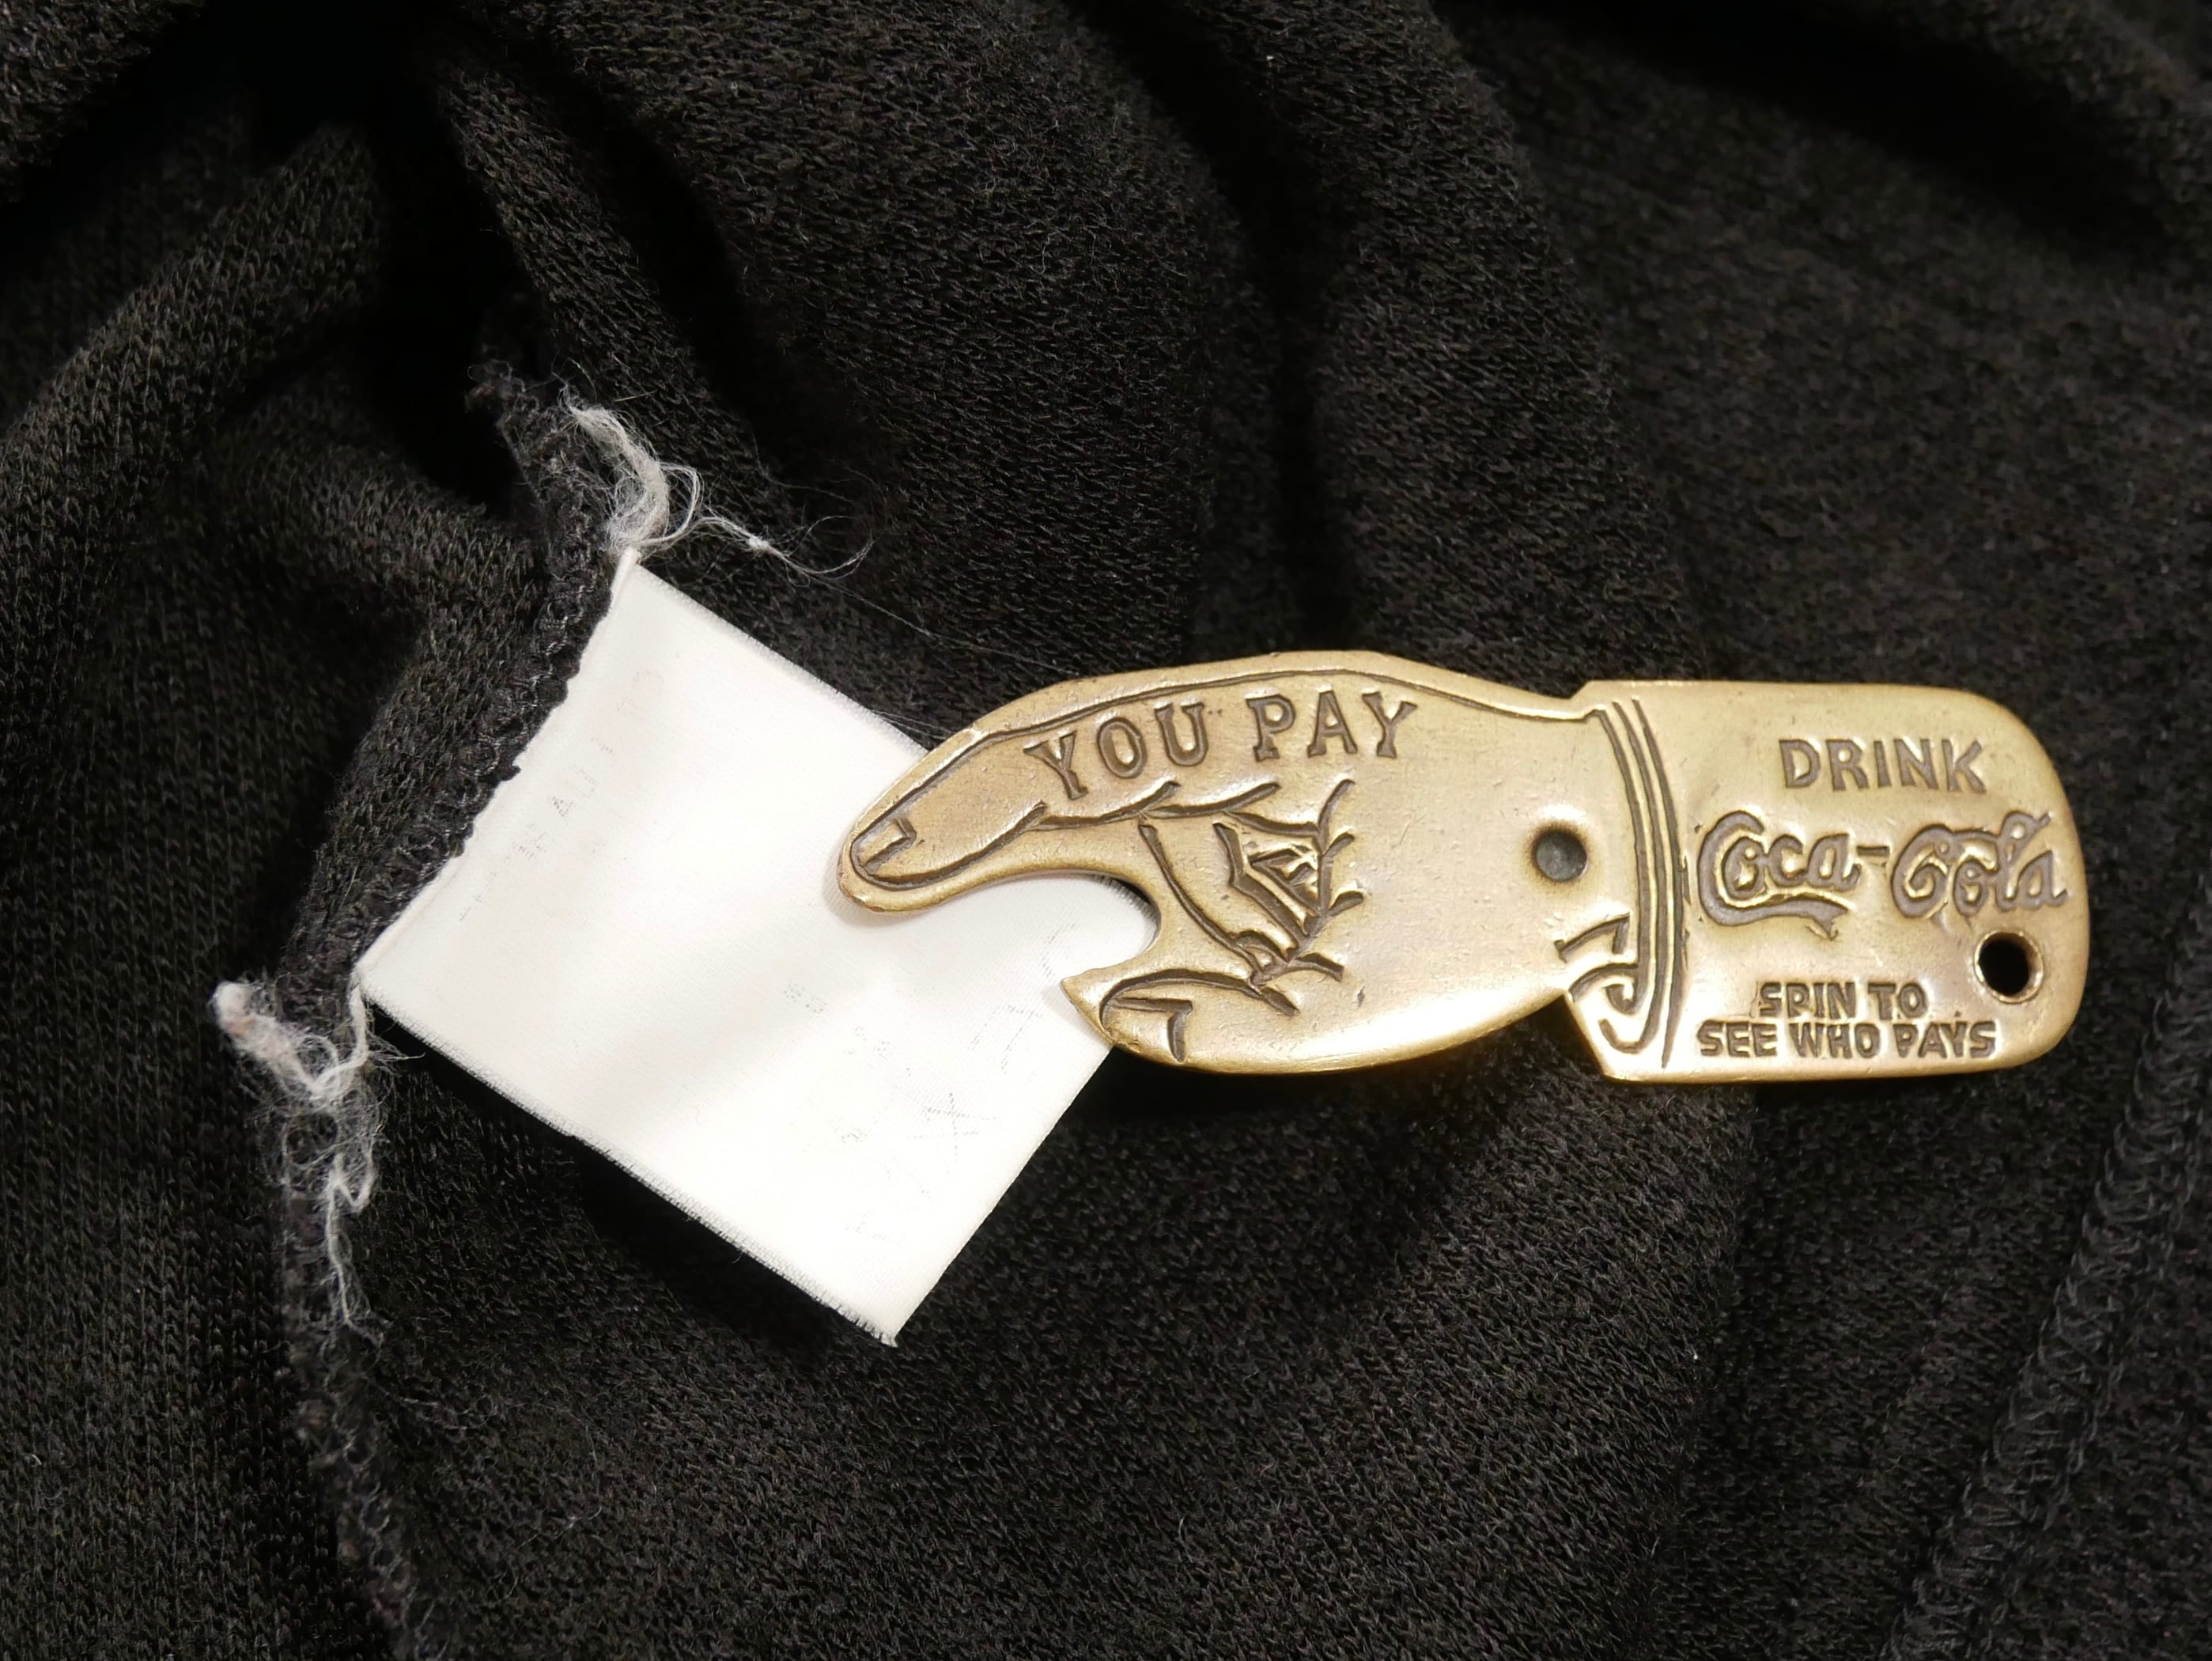 YOU PAY
DRINK
Coca-Cola
SPIN TO
SEE WHO PAYS